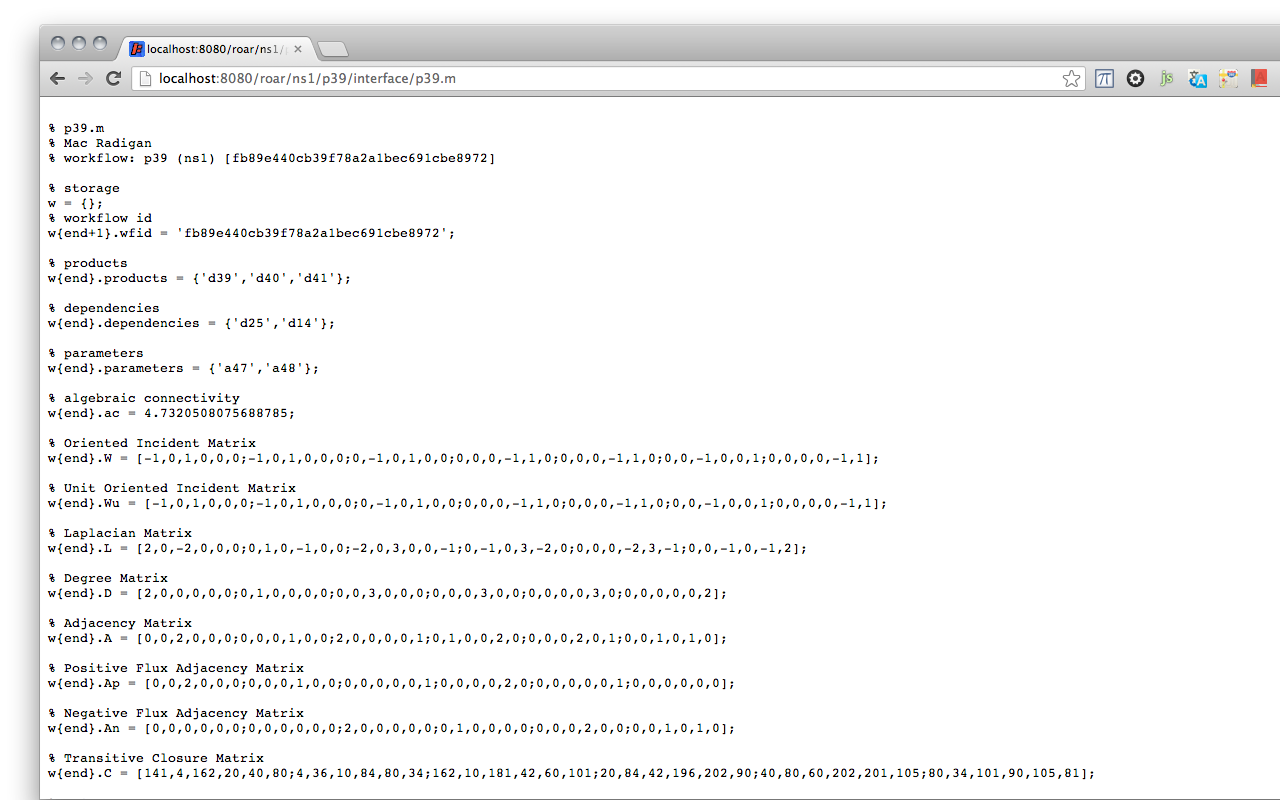 localhost:8080/roar/ns1/
localhost:8080/roar/ns1/p39/interface/p39.m
% p39.m
% Mac Radigan
% workflow: p39 (ns1) [fb89e440cb39f78a2a1bec691cbe8972]
% storage
w = {};
% workflow id
w{end+1}.wfid = 'fb89e440cb39f78a2a1bec691cbe8972';
% products
w{end}.products = {'d39','d40','d41'};
% dependencies
w{end}.dependencies = {'d25','d14'};
% parameters
w{end}.parameters = {'a47','a48'};
% algebraic connectivity
w{end}.ac = 4.7320508075688785;
% Oriented Incident Matrix
w{end}.W = [-1,0,1,0,0,0;-1,0,1,0,0,0;0,-1,0,1,0,0;0,0,0,-1,1,0;0,0,0,-1,1,0;0,0,-1,0,0,1;0,0,0,0,-1,1];
% Unit Oriented Incident Matrix
w{end}.Wu = [-1,0,1,0,0,0;-1,0,1,0,0,0;0,-1,0,1,0,0;0,0,0,-1,1,0;0,0,0,-1,1,0;0,0,-1,0,0,1;0,0,0,0,-1,1];
% Laplacian Matrix
w{end}.L = [2,0,-2,0,0,0;0,1,0,-1,0,0;-2,0,3,0,0,-1;0,-1,0,3,-2,0;0,0,0,-2,3,-1;0,0,-1,0,-1,2];
% Degree Matrix
w{end}.D = [2,0,0,0,0,0;0,1,0,0,0,0;0,0,3,0,0,0;0,0,0,3,0,0;0,0,0,0,3,0;0,0,0,0,0,2];
% Adjacency Matrix
w{end}.A = [0,0,2,0,0,0;0,0,0,1,0,0;2,0,0,0,0,1;0,1,0,0,2,0;0,0,0,2,0,1;0,0,1,0,1,0];
% Positive Flux Adjacency Matrix
w{end}.Ap = [0,0,2,0,0,0;0,0,0,1,0,0;0,0,0,0,0,1;0,0,0,0,2,0;0,0,0,0,0,1;0,0,0,0,0,0];
% Negative Flux Adjacency Matrix
w{end}.An = [0,0,0,0,0,0;0,0,0,0,0,0;2,0,0,0,0,0;0,1,0,0,0,0;0,0,0,2,0,0;0,0,1,0,1,0];
% Transitive Closure Matrix
w{end}.C = [141,4,162,20,40,80;4,36,10,84,80,34;162,10,181,42,60,101;20,84,42,196,202,90;40,80,60,202,201,105;80,34,101,90,105,81];